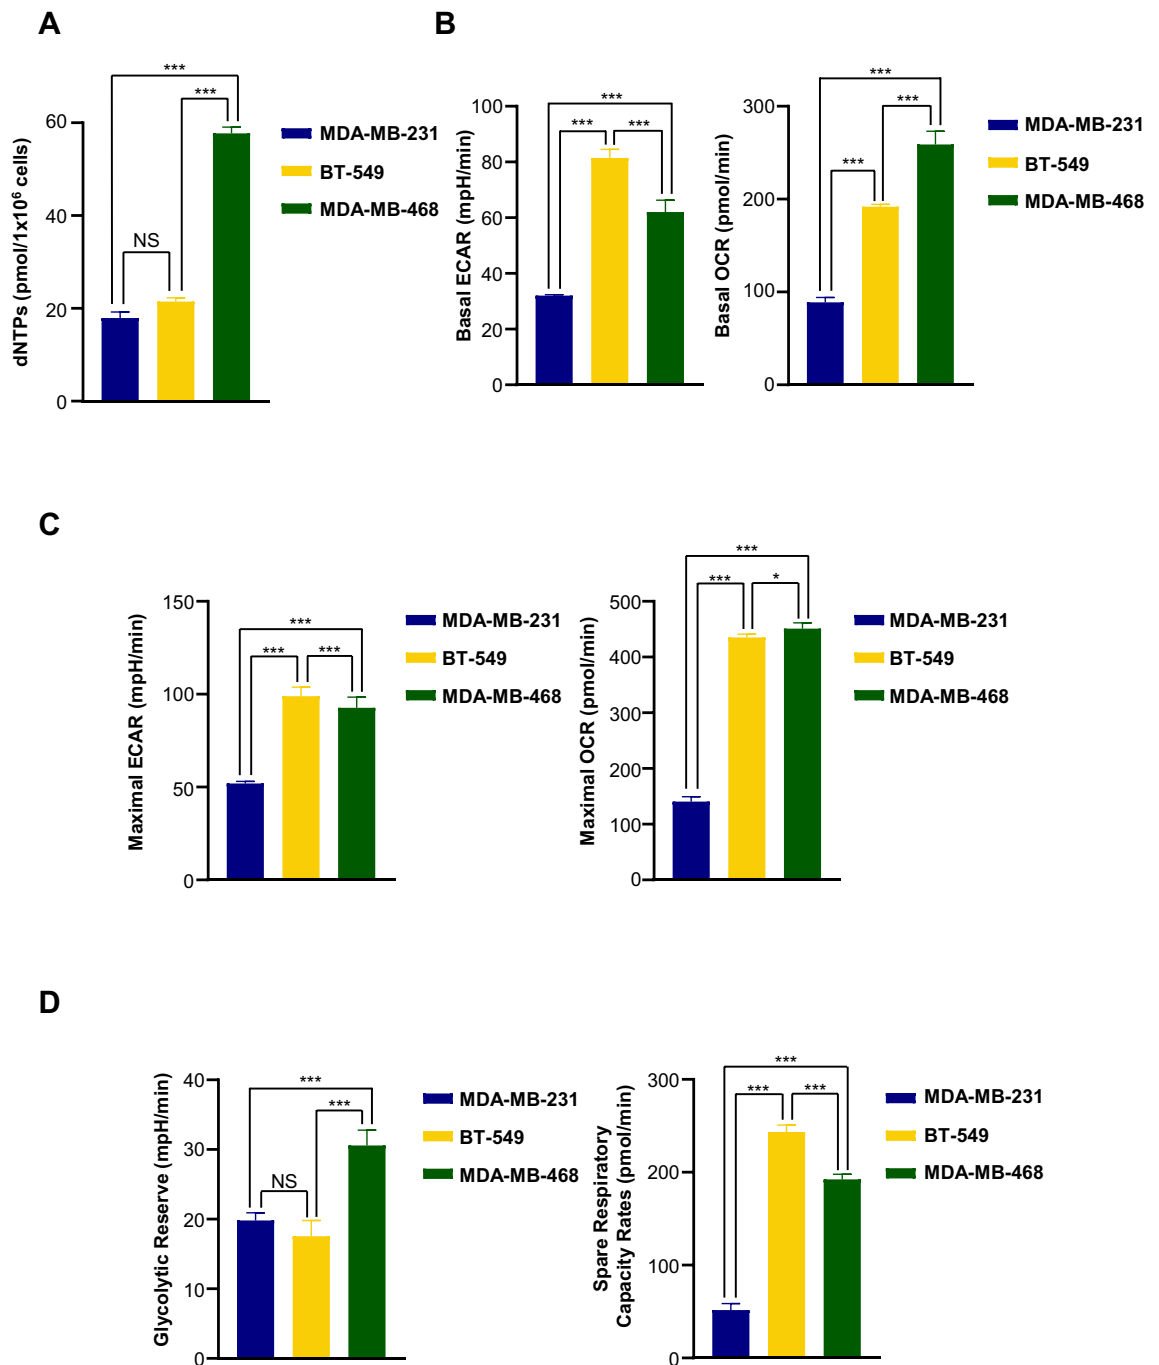 A
dNTPs (pmol/1x10⁶ cells)
60
40
20
0
***
***
NS
MDA-MB-231
BT-549
MDA-MB-468
B
Basal ECAR (mpH/min)
100
80
60
40
20
0
***
***
***
Basal OCR (pmol/min)
300
200
100
0
***
***
***
MDA-MB-231
BT-549
MDA-MB-468
C
Maximal ECAR (mpH/min)
150
100
50
0
***
***
***
MDA-MB-231
BT-549
MDA-MB-468
Maximal OCR (pmol/min)
500
400
300
200
100
0
***
***
*
MDA-MB-231
BT-549
MDA-MB-468
D
Glycolytic Reserve (mpH/min)
40
30
20
10
0
***
***
NS
MDA-MB-231
BT-549
MDA-MB-468
Spare Respiratory
Capacity Rates (pmol/min)
300
200
100
0
***
***
***
MDA-MB-231
BT-549
MDA-MB-468